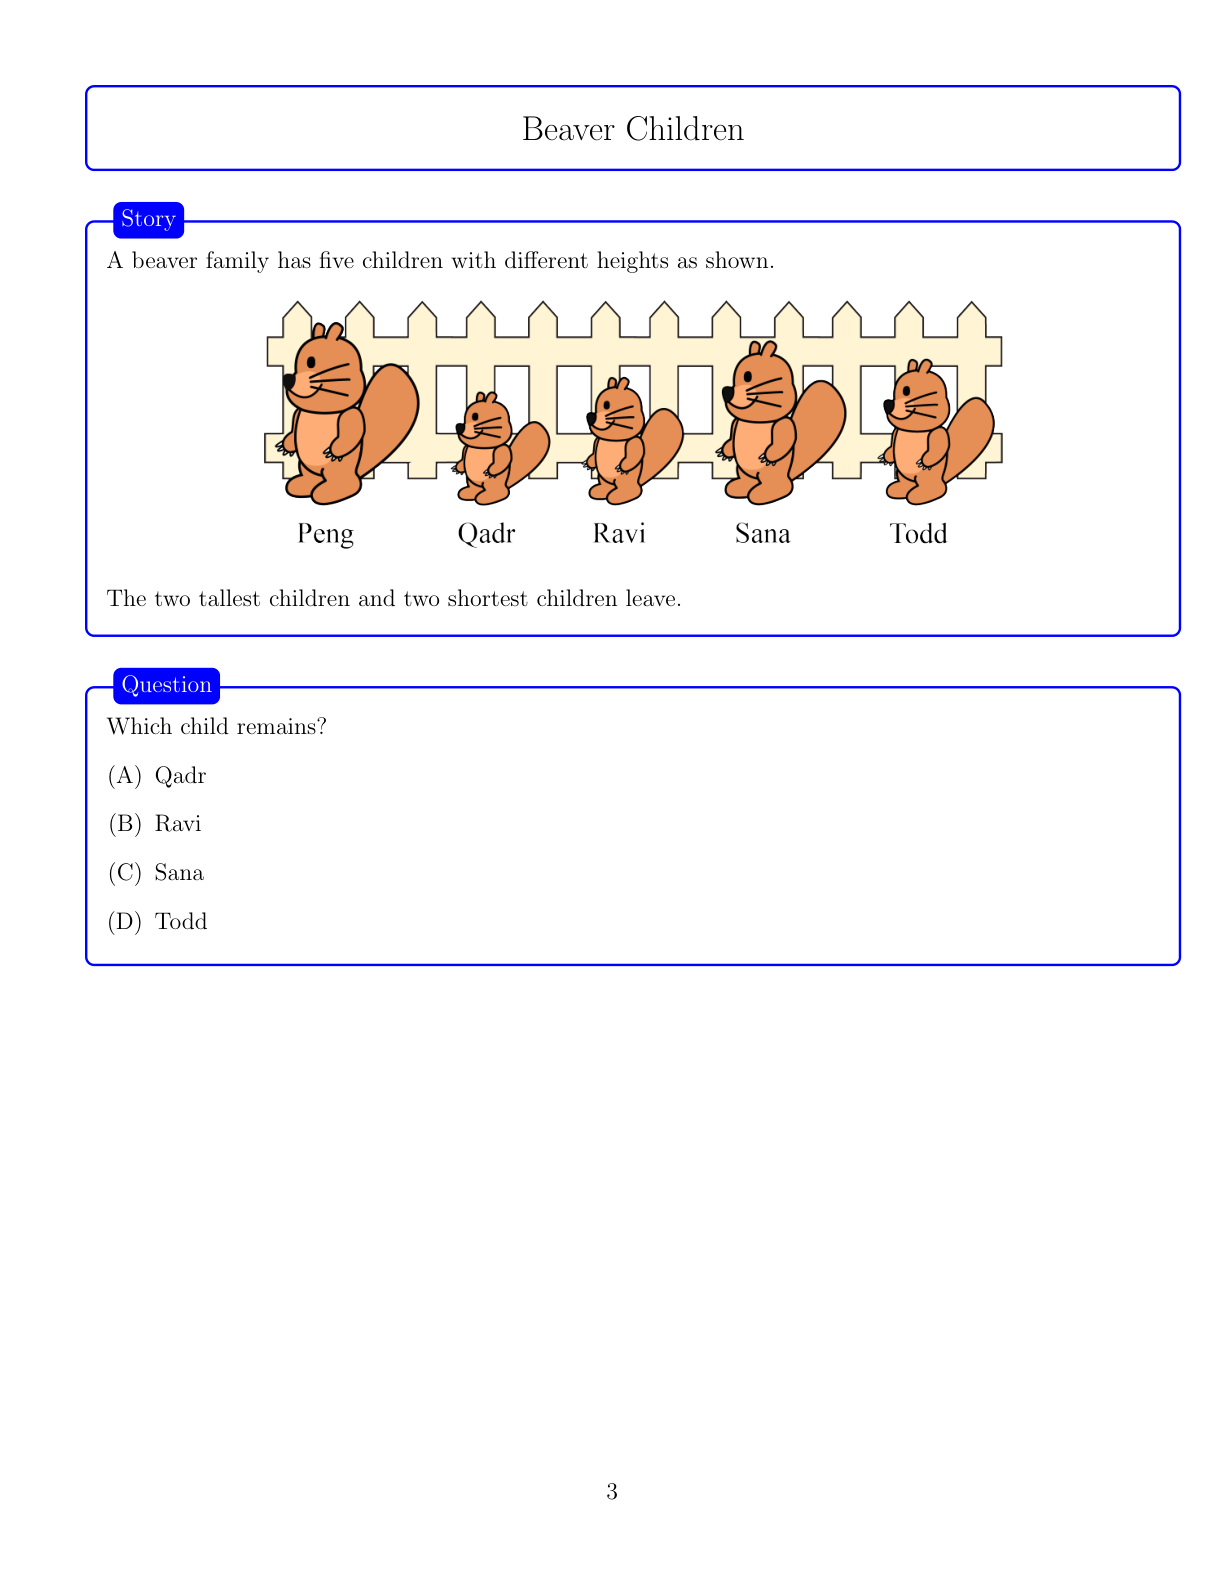 Beaver Children
Story
A beaver family has five children with different heights as shown.
Peng Qadr Ravi Sana Todd
The two tallest children and two shortest children leave.
Question
Which child remains?
(A) Qadr
(B) Ravi
(C) Sana
(D) Todd
3